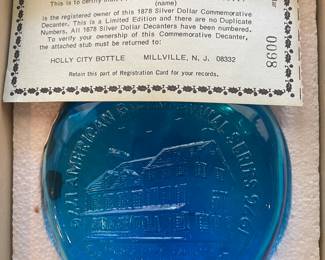 This is to certify that
(name)
is the registered owner of this 1878 Silver Dollar Commemorative
Decanter. This is a Limited Edition and there are no Duplicate
Numbers. All 1878 Silver Dollar Decanters have been numbered.
To verify your ownership of this Commemorative Decanter,
the attached stub must be returned to:
HOLLY CITY BOTTLE MILLVILLE, N. J. 08332
Retain this part of Registration Card for your records.
0098
AMERICAN SERIES